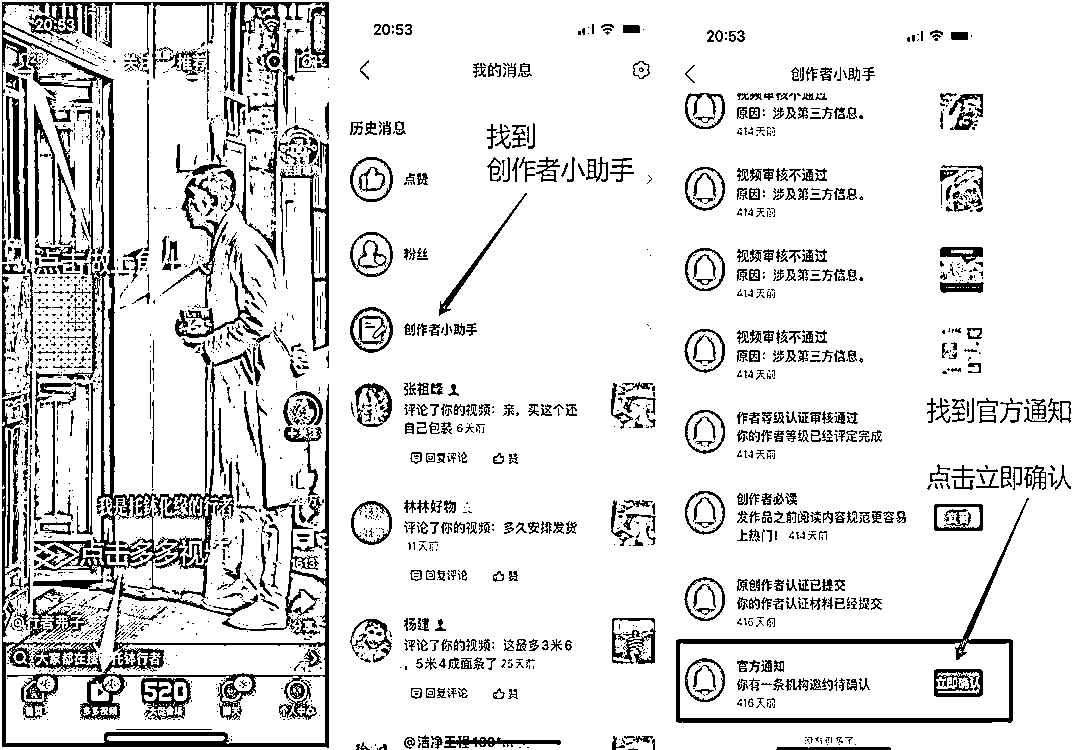 20:53
关注
推荐
我是托钵化缘的行者
点击多多视
@行者弟子
520
个人中心
20:53
我的消息
历史消息
找到
创作者小助手
点赞
粉丝
创作者小助手
张祖峰
评论了你的视频：亲，买这个还
自己包装 6天前
回复评论 赞
林林好物
评论了你的视频：多久安排发货
11天前
回复评论 赞
杨建
评论了你的视频：这最多3米6
，5米4成面条了 25天前
回复评论 赞
20:53
创作者小助手
视频审核不通过
原因：涉及第三方信息。
414天前
视频审核不通过
原因：涉及第三方信息。
414天前
视频审核不通过
原因：涉及第三方信息。
414天前
视频审核不通过
原因：涉及第三方信息。
414天前
作者等级认证审核通过
你的作者等级已经评定完成
414天前
找到官方通知
点击立即确认
创作者必读
发作品之前阅读内容规范更容易
上热门！ 414天前
查看
原创作者认证已提交
你的作者认证材料已经提交
416天前
官方通知
你有一条机构邀约待确认
416天前
立即确认
没有更多了